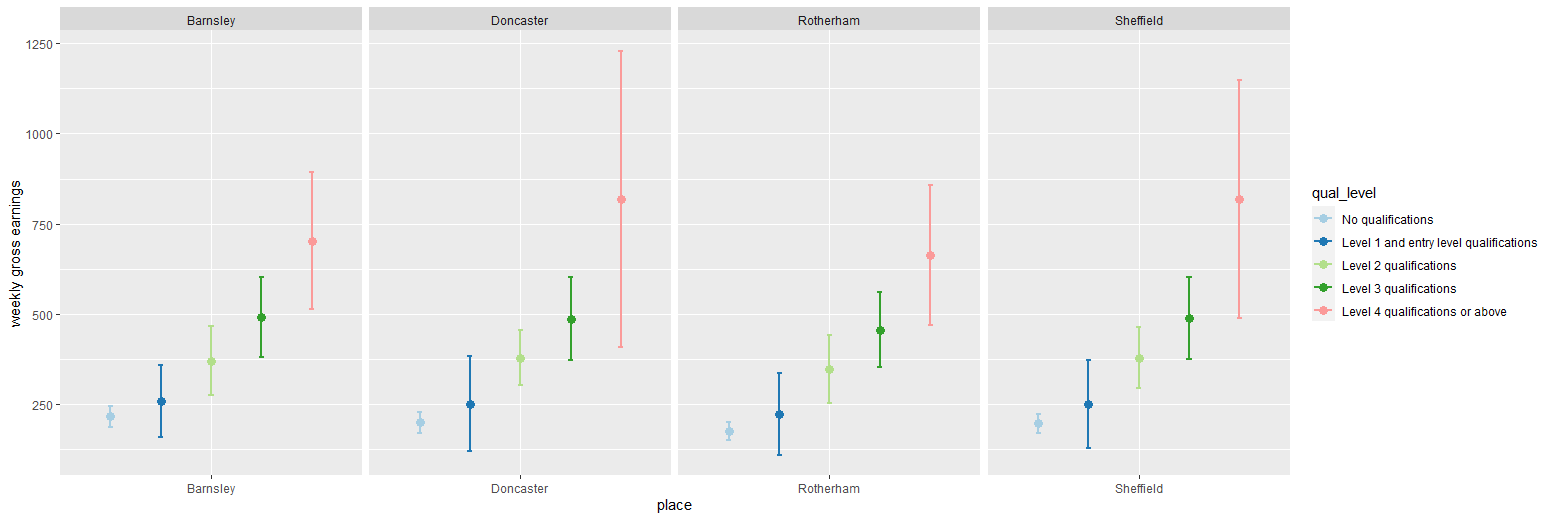 Barnsley
Doncaster
Rotherham
Sheffield
1250
1000
750
500
250
weekly gross earnings
Barnsley
Doncaster
Rotherham
Sheffield
place
qual_level
No qualifications
Level 1 and entry level qualifications
Level 2 qualifications
Level 3 qualifications
Level 4 qualifications or above